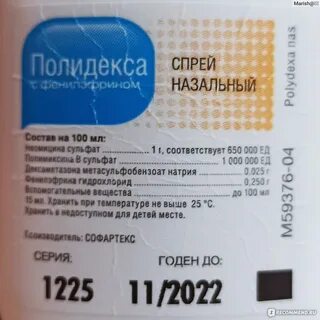 Marish@
Полидекса
с фенилэфрином
СПРЕЙ
НАЗАЛЬНЫЙ
Polydexa nas
Состав на 100 мл:
Неомицина сульфат 1 г, соответствует 650 000 ЕД
Полимиксина В сульфат 1 000 000 ЕД
Дексаметазона метасульфобензоат натрия 0,025 г
Фенилэфрина гидрохлорид 0,250 г
Вспомогательные вещества до 100 мл
15 мл. Хранить при температуре не выше 25 °C.
Хранить в недоступном для детей месте.
M59376-04
Производитель: СОФАРТЕКС
СЕРИЯ: ГОДЕН ДО:
1225 11/2022
IRECOMMEND.RU